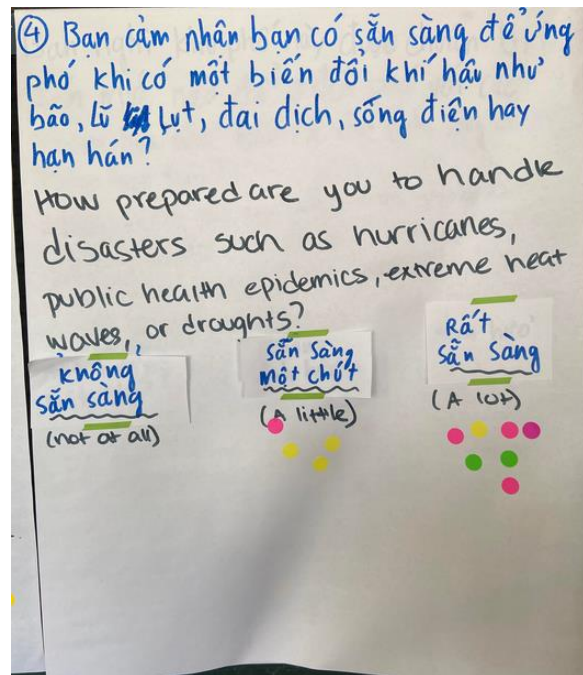 ④ Bạn cảm nhận bạn có sẵn sàng để ứng
phó khi có một biến đổi khí hậu như
bão, lũ lụt, đại dịch, sóng điện hay
hạn hán?
How prepared are you to handle
disasters such as hurricanes,
public health epidemics, extreme heat
waves, or droughts?
không
sẵn sàng
(not at all)
sẵn sàng
một chút
(A little)
Rất
sẵn sàng
(A lot)